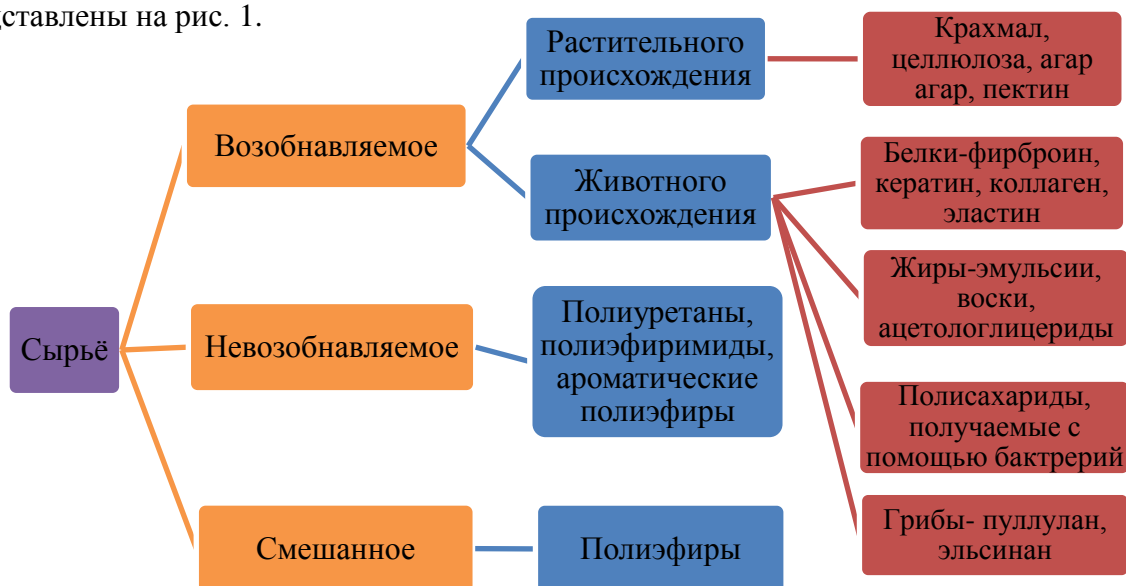 дставлены на рис. 1.
Растительного
происхождения
Крахмал,
целлюлоза, агар
агар, пектин
Возобнавляемое
Животного
происхождения
Белки-фирброин,
кератин, коллаген,
эластин
Жиры-эмульсии,
воски,
ацетологлицериды
Полисахариды,
получаемые с
помощью бактрерий
Грибы- пуллулан,
эльсинан
Сырьё
Невозобнавляемое
Полиуретаны,
полиэфиримиды,
ароматические
полиэфиры
Смешанное
Полиэфиры